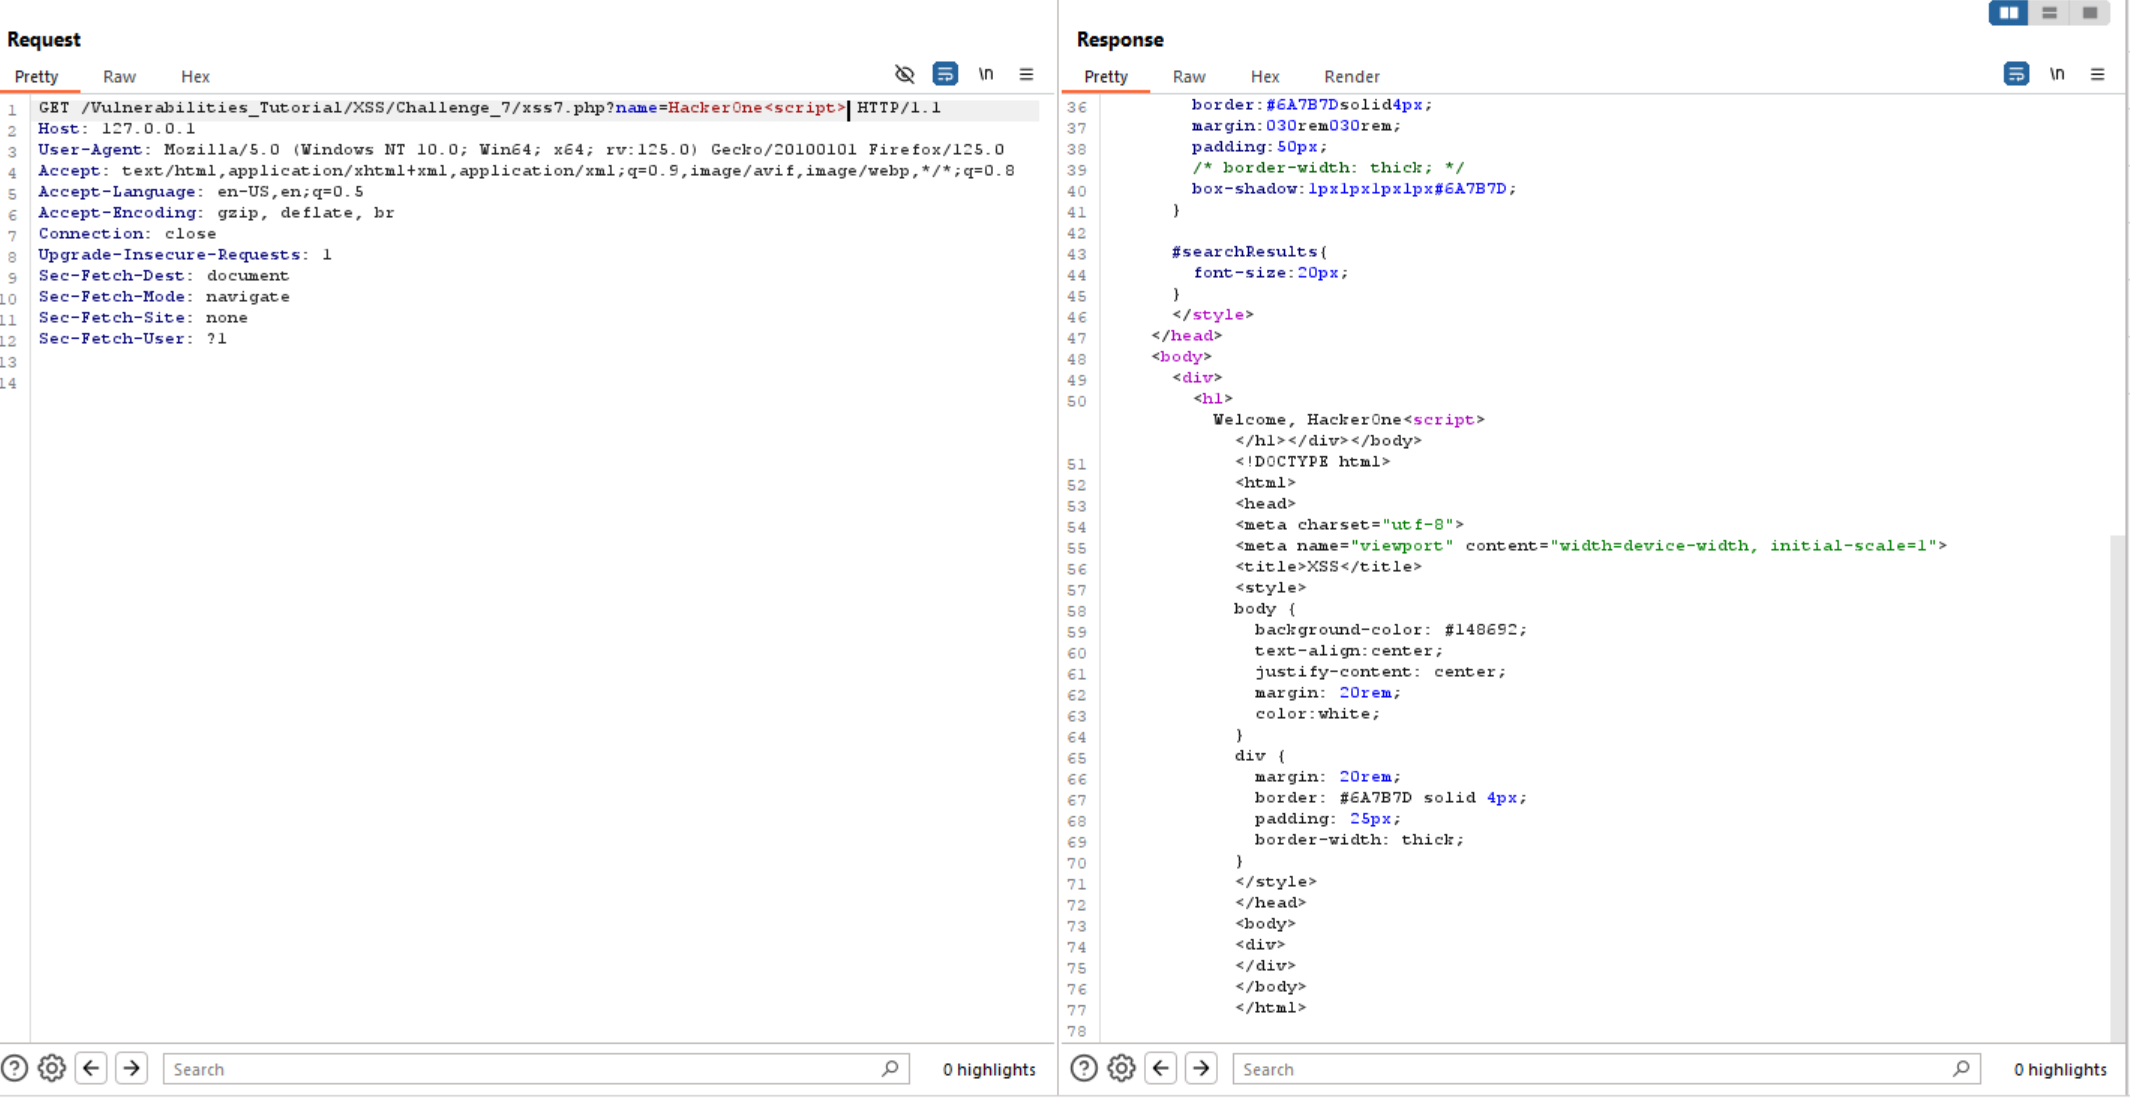 Request
Pretty Raw Hex \n
1 GET /Vulnerabilities_Tutorial/XSS/Challenge_7/xss7.php?name=HackerOne<script> HTTP/1.1
2 Host: 127.0.0.1
3 User-Agent: Mozilla/5.0 (Windows NT 10.0; Win64; x64; rv:125.0) Gecko/20100101 Firefox/125.0
4 Accept: text/html,application/xhtml+xml,application/xml;q=0.9,image/avif,image/webp,*/*;q=0.8
5 Accept-Language: en-US,en;q=0.5
6 Accept-Encoding: gzip, deflate, br
7 Connection: close
8 Upgrade-Insecure-Requests: 1
9 Sec-Fetch-Dest: document
10 Sec-Fetch-Mode: navigate
11 Sec-Fetch-Site: none
12 Sec-Fetch-User: ?1
13
14
Search 0 highlights
Response
Pretty Raw Hex Render \n
36 border:#6A7B7Dsolid4px;
37 margin:030rem030rem;
38 padding:50px;
39 /* border-width: thick; */
40 box-shadow:1px1px1px1px#6A7B7D;
41 }
42
43 #searchResults{
44 font-size:20px;
45 }
46 </style>
47 </head>
48 <body>
49 <div>
50 <h1>
Welcome, HackerOne<script>
</h1></div></body>
51 <!DOCTYPE html>
52 <html>
53 <head>
54 <meta charset="utf-8">
55 <meta name="viewport" content="width=device-width, initial-scale=1">
56 <title>XSS</title>
57 <style>
58 body {
59 background-color: #148692;
60 text-align:center;
61 justify-content: center;
62 margin: 20rem;
63 color:white;
64 }
65 div {
66 margin: 20rem;
67 border: #6A7B7D solid 4px;
68 padding: 25px;
69 border-width: thick;
70 }
71 </style>
72 </head>
73 <body>
74 <div>
75 </div>
76 </body>
77 </html>
78
Search 0 highlights